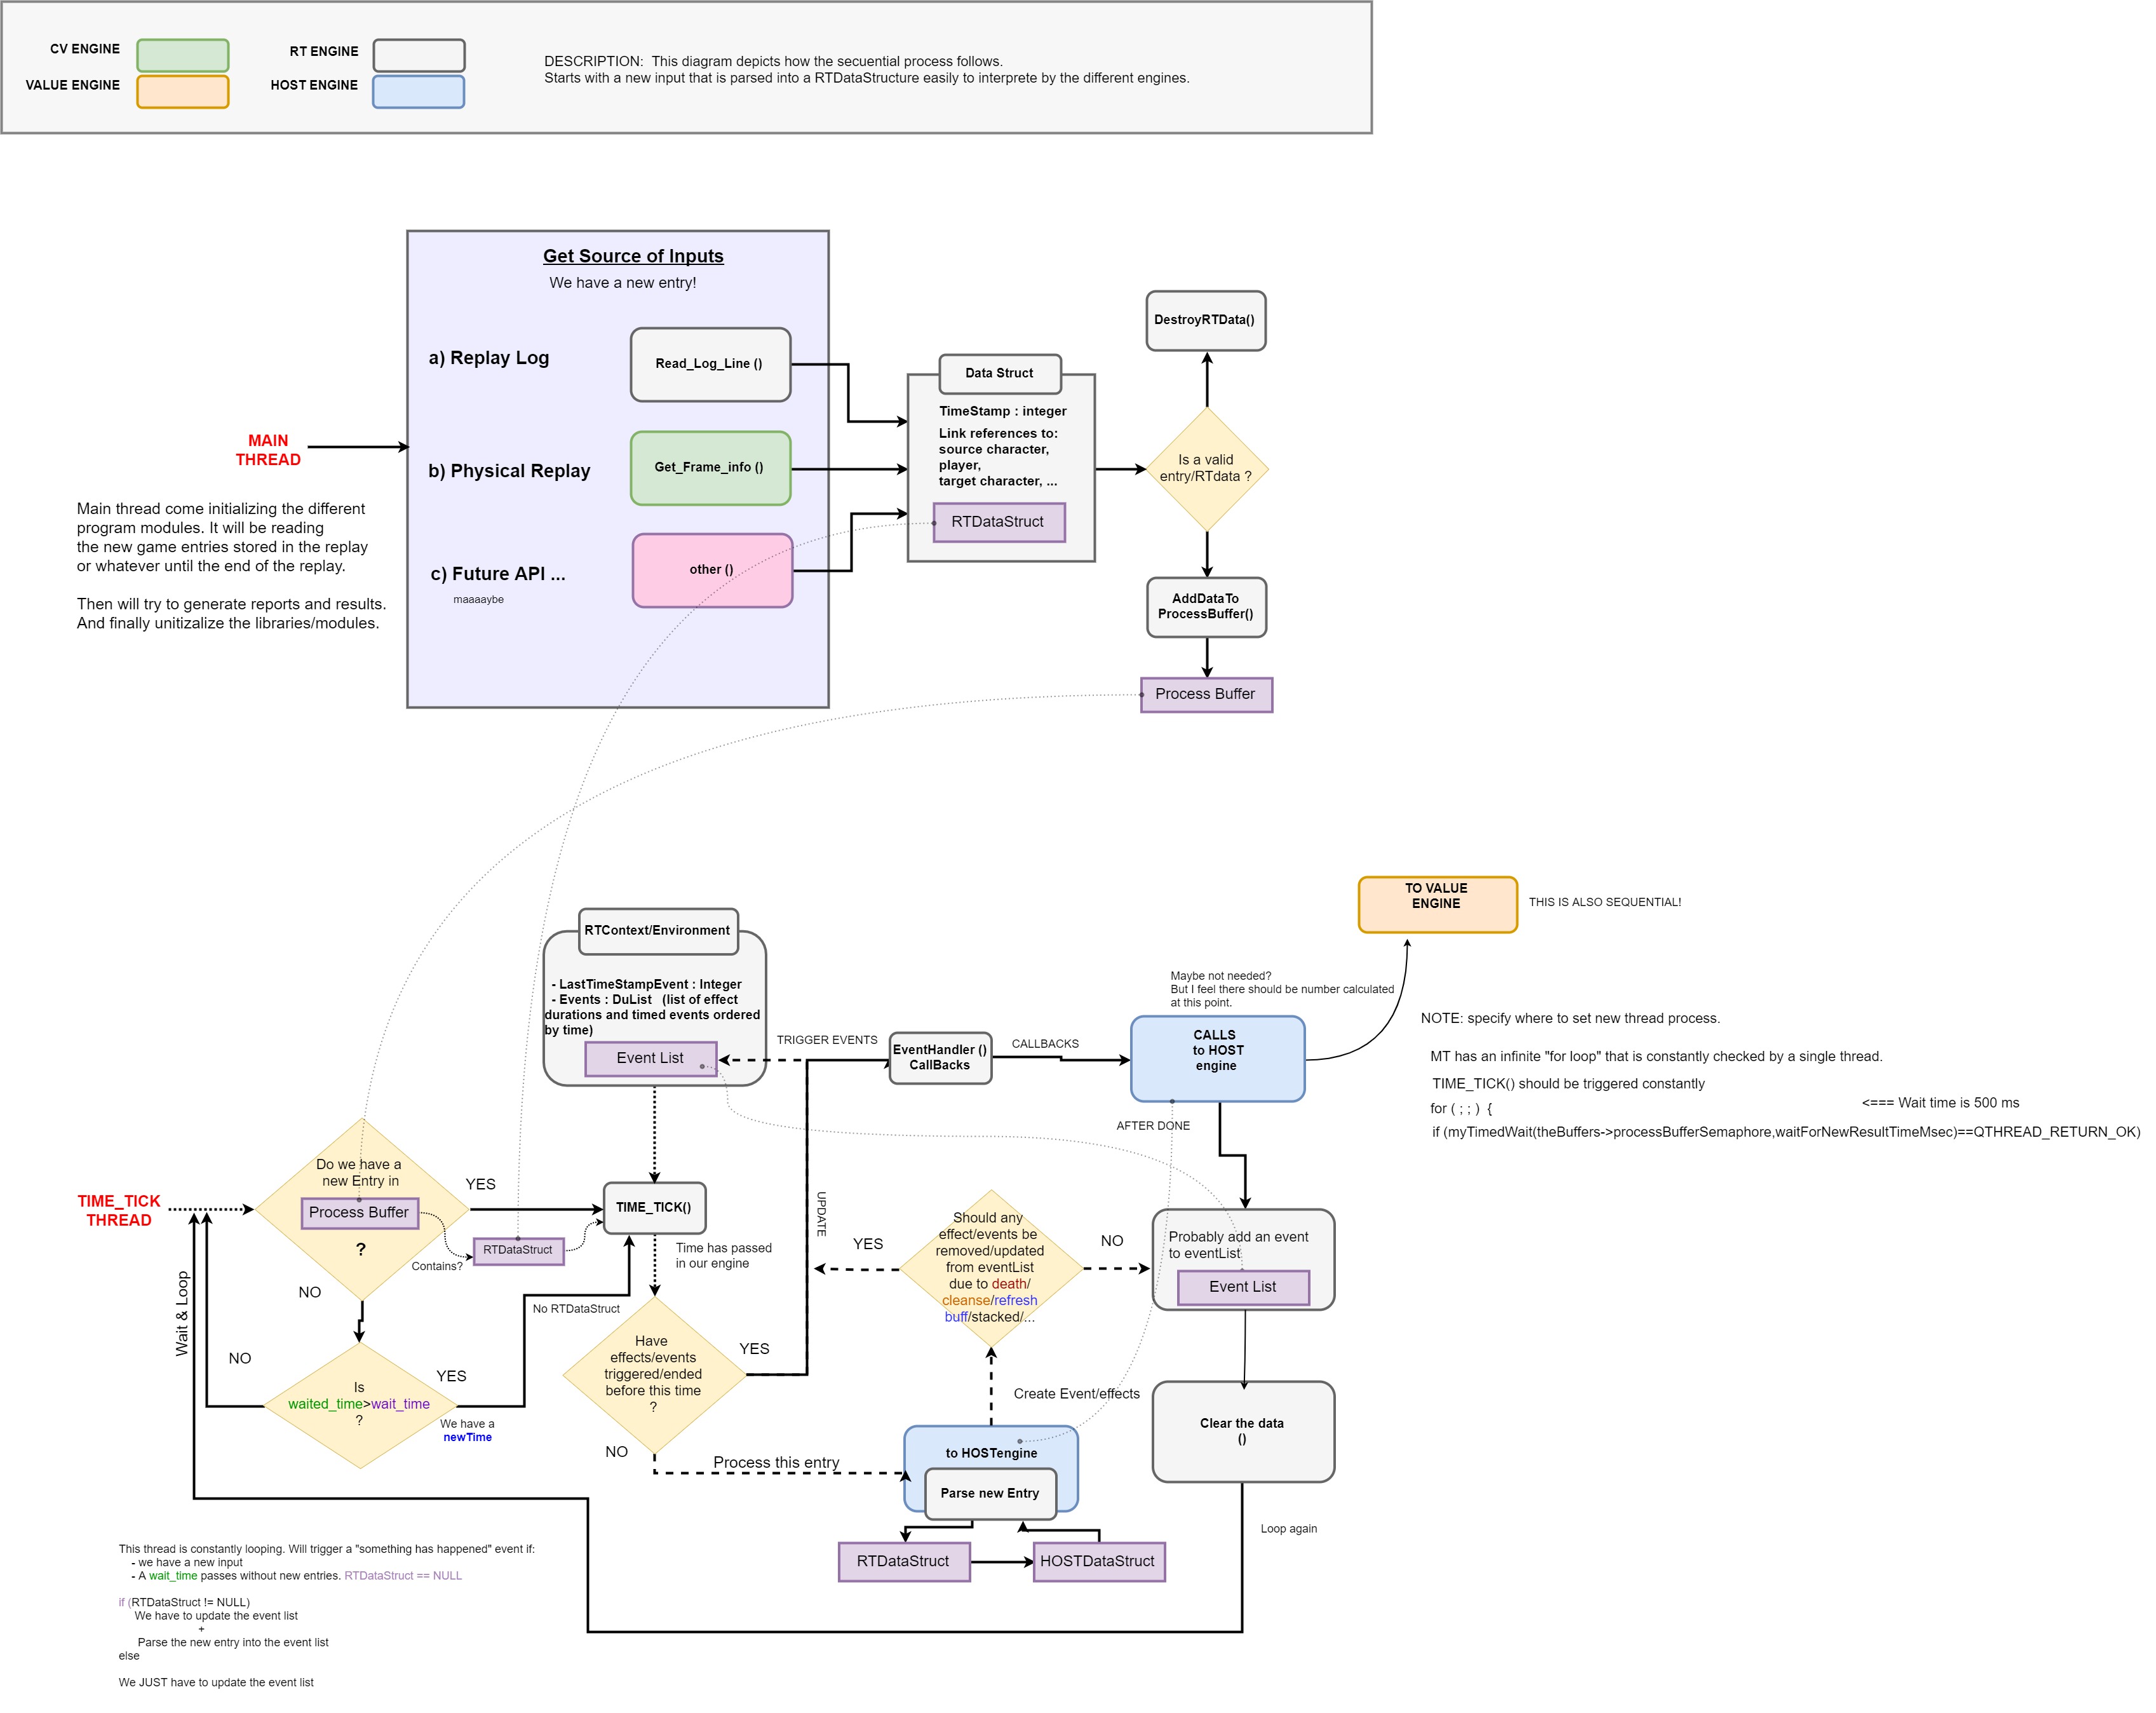 CV ENGINE
VALUE ENGINE
RT ENGINE
HOST ENGINE
DESCRIPTION:  This diagram depicts how the secuential process follows.
Starts with a new input that is parsed into a RTDataStructure easily to interprete by the different engines.
Get Source of Inputs
We have a new entry!
a) Replay Log
Read_Log_Line ()
b) Physical Replay
Get_Frame_info ()
c) Future API ...
maaaaybe
other ()
MAIN
THREAD
Main thread come initializing the different
program modules. It will be reading
the new game entries stored in the replay
or whatever until the end of the replay.
Then will try to generate reports and results.
And finally unitizalize the libraries/modules.
Data Struct
TimeStamp : integer
Link references to:
source character,
player,
target character, ...
RTDataStruct
DestroyRTData()
Is a valid
entry/RTdata ?
AddDataTo
ProcessBuffer()
Process Buffer
TO VALUE
ENGINE
THIS IS ALSO SEQUENTIAL!
RTContext/Environment
- LastTimeStampEvent : Integer
- Events : DuList   (list of effect
durations and timed events ordered
by time)
Event List
TRIGGER EVENTS
EventHandler ()
CallBacks
CALLBACKS
Maybe not needed?
But I feel there should be number calculated
at this point.
CALLS
to HOST
engine
AFTER DONE
NOTE: specify where to set new thread process.
MT has an infinite "for loop" that is constantly checked by a single thread.
TIME_TICK() should be triggered constantly
for ( ; ; )  {
<=== Wait time is 500 ms
if (myTimedWait(theBuffers->processBufferSemaphore,waitForNewResultTimeMsec)==QTHREAD_RETURN_OK)
TIME_TICK
THREAD
Do we have a
new Entry in
Process Buffer
?
YES
NO
Contains?
RTDataStruct
TIME_TICK()
Time has passed
in our engine
No RTDataStruct
Wait & Loop
NO
Is
waited_time>wait_time
?
YES
We have a
newTime
Have
effects/events
triggered/ended
before this time
?
YES
NO
UPDATE
Process this entry
Should any
effect/events be
removed/updated
from eventList
due to death/
cleanse/refresh
buff/stacked/...
YES
NO
Probably add an event
to eventList
Event List
Create Event/effects
to HOSTengine
Parse new Entry
RTDataStruct
HOSTDataStruct
Clear the data
()
Loop again
This thread is constantly looping. Will trigger a "something has happened" event if:
- we have a new input
- A wait_time passes without new entries. RTDataStruct == NULL
if (RTDataStruct != NULL)
We have to update the event list
+
Parse the new entry into the event list
else
We JUST have to update the event list